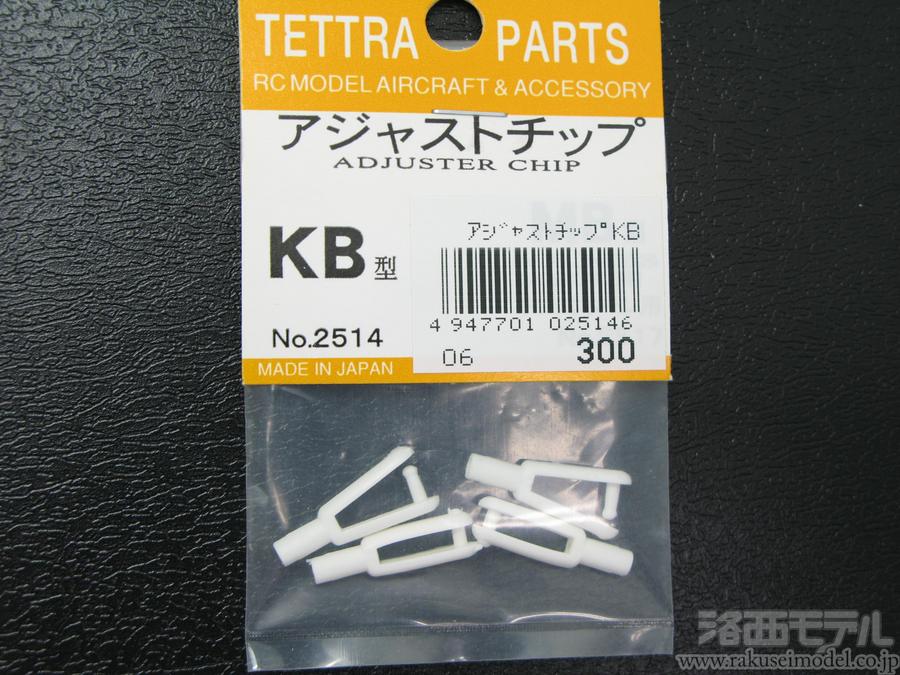 TETTRA PARTS
RC MODEL AIRCRAFT & ACCESSORY
アジャストチップ
ADJUSTER CHIP
KB型
No.2514
MADE IN JAPAN
ｱｼﾞｬｽﾄﾁｯﾌﾟKB
4 947701 025146
06 300
洛西モデル
www.rakuseimodel.co.jp